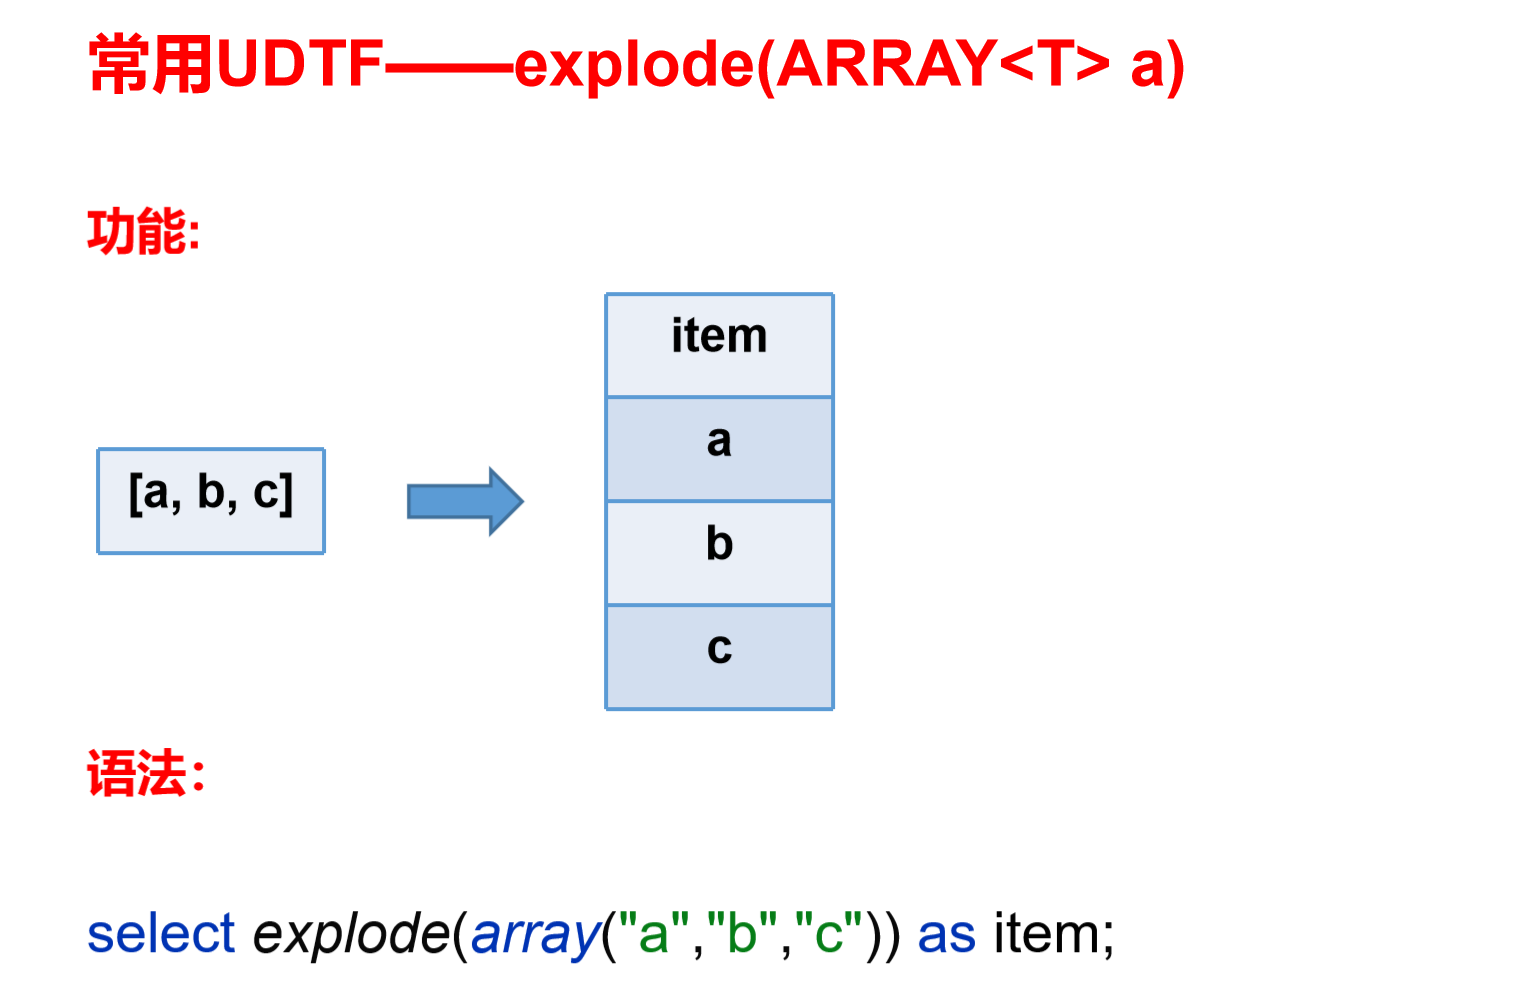 常用UDTF——explode(ARRAY<T> a)
功能:
item
a
[a, b, c]
b
c
语法：
select explode(array("a","b","c")) as item;